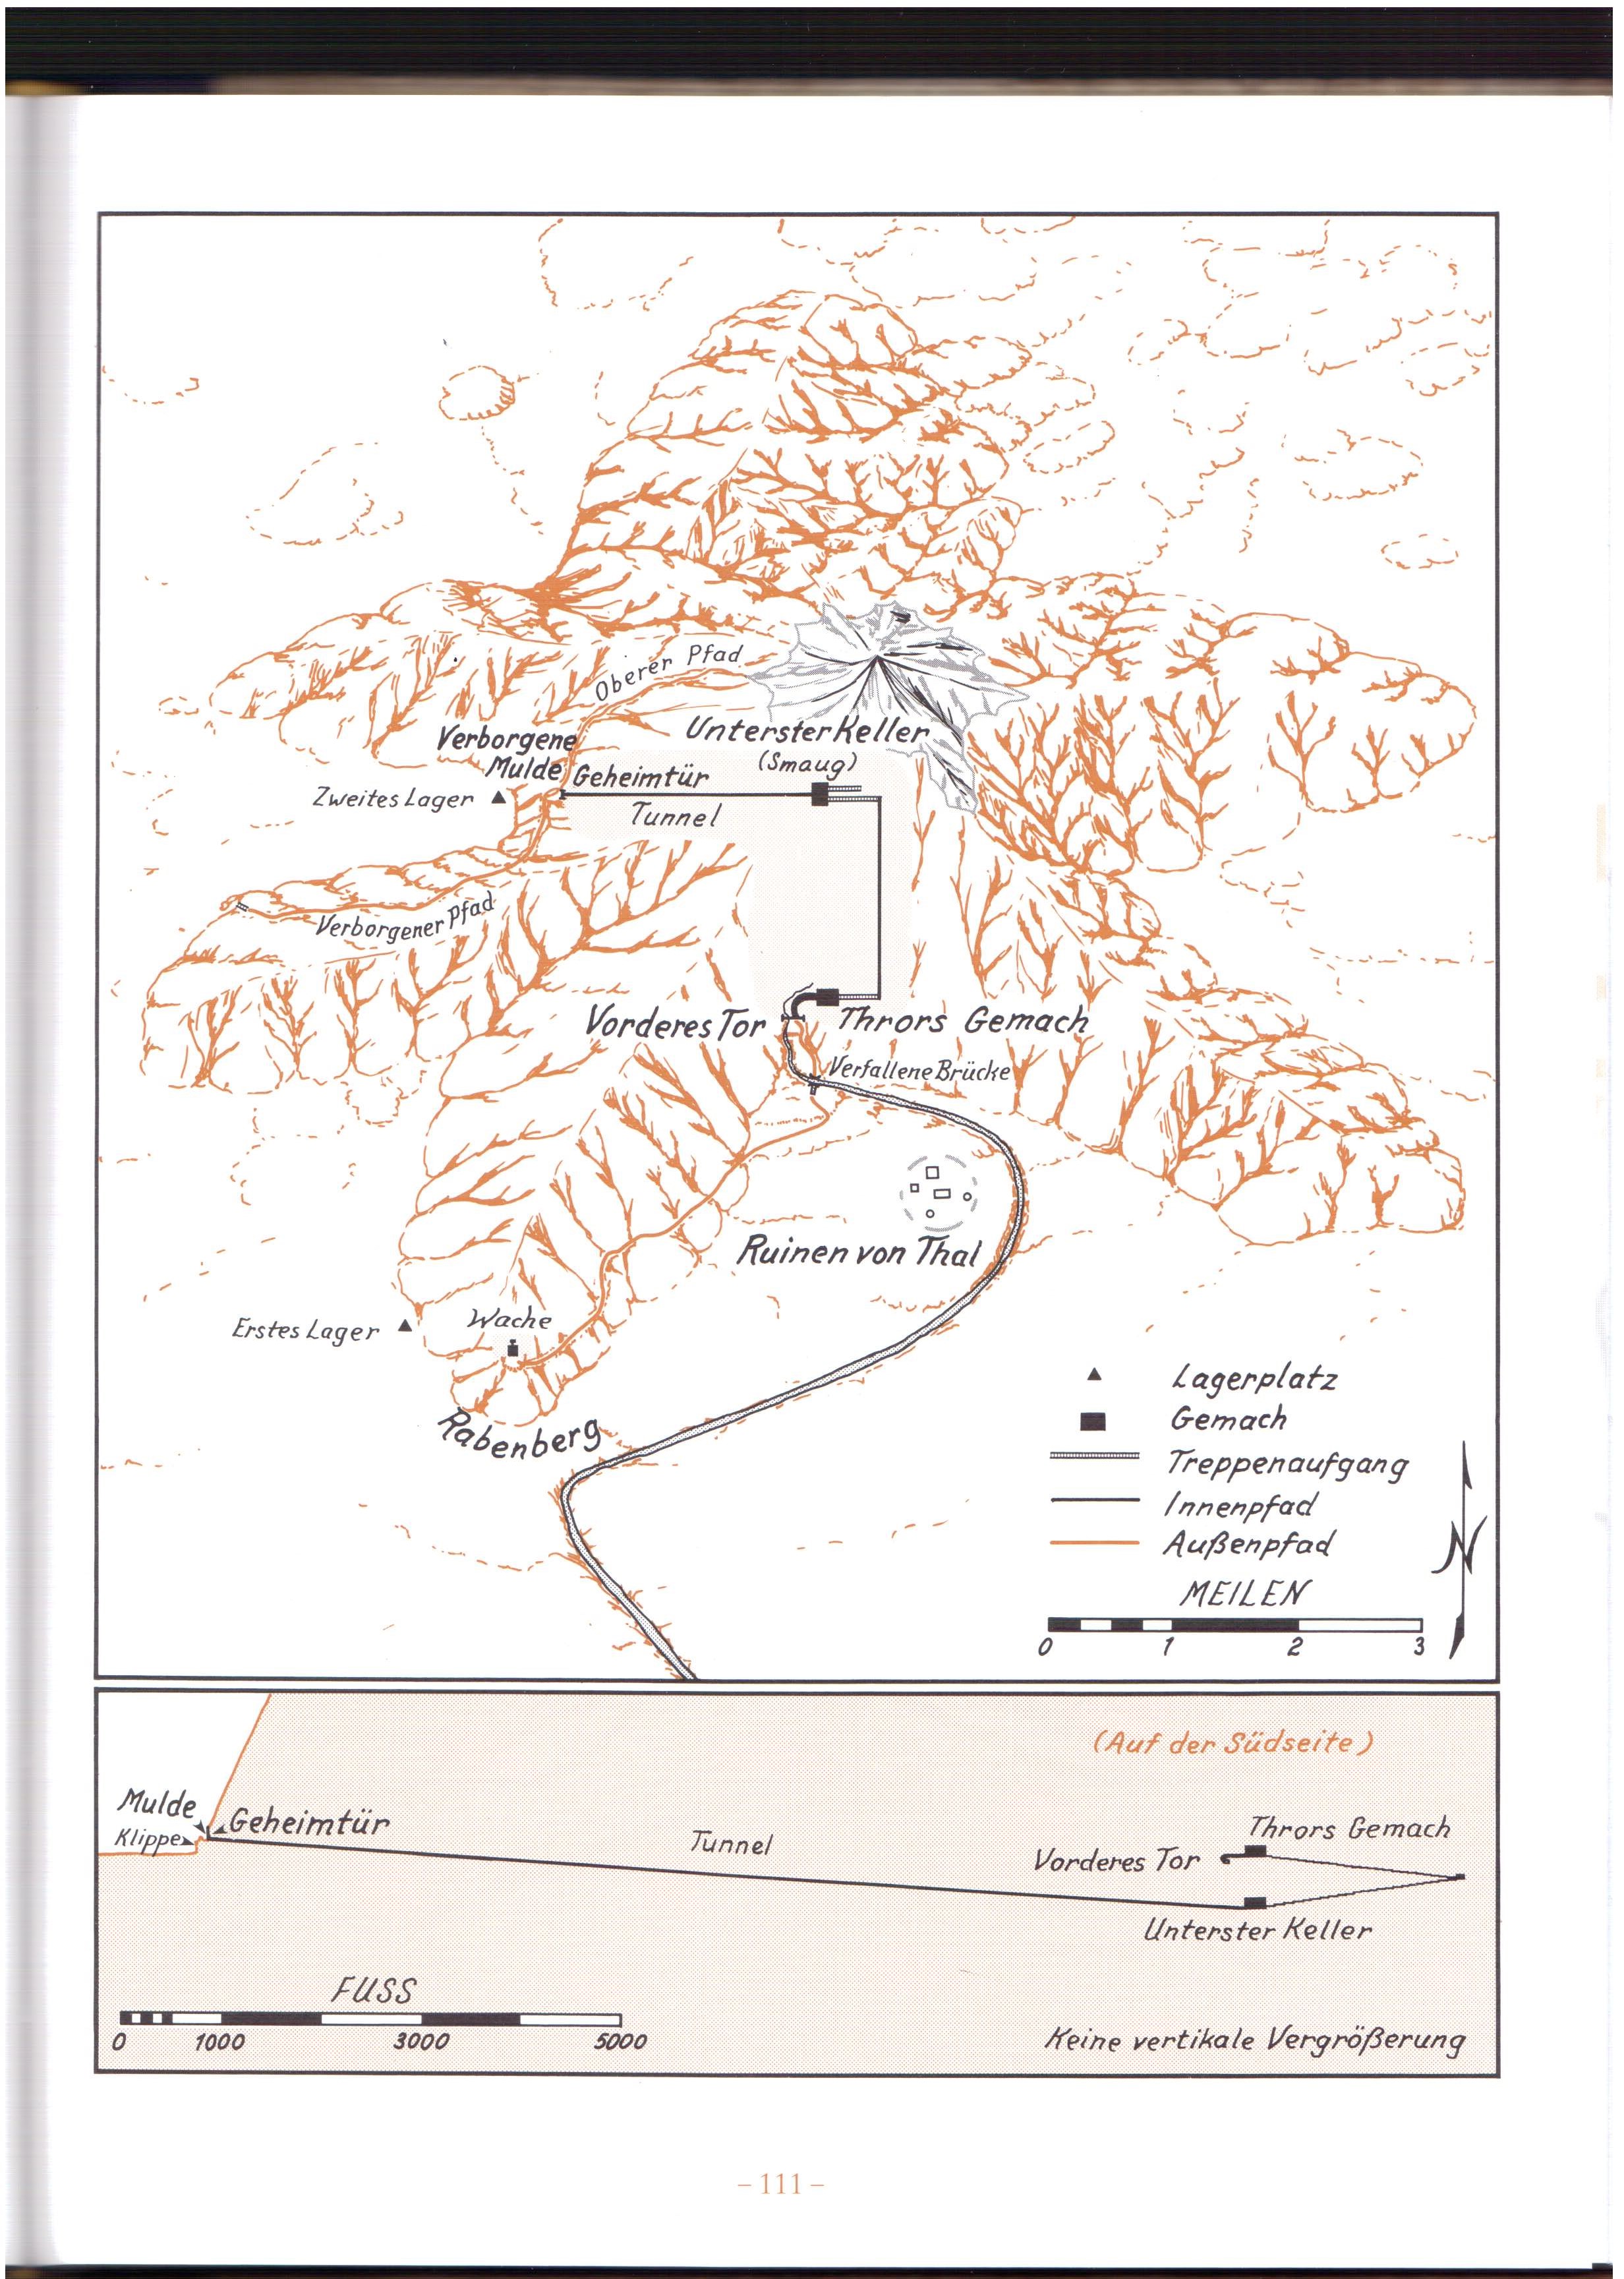 Oberer Pfad
Verborgene
Mulde
Unterster Keller
(Smaug)
Geheimtür
Zweites Lager
Tunnel
Verborgener Pfad
Vorderes Tor
Thrors Gemach
Verfallene Brücke
Ruinen von Thal
Wache
Erstes Lager
Rabenberg
Lagerplatz
Gemach
Treppenaufgang
Innenpfad
Außenpfad
N
MEILEN
0 1 2 3
(Auf der Südseite)
Mulde
Klippe
Geheimtür
Tunnel
Thrors Gemach
Vorderes Tor
Unterster Keller
FUSS
0 1000 3000 5000
Keine vertikale Vergrößerung
– 111 –